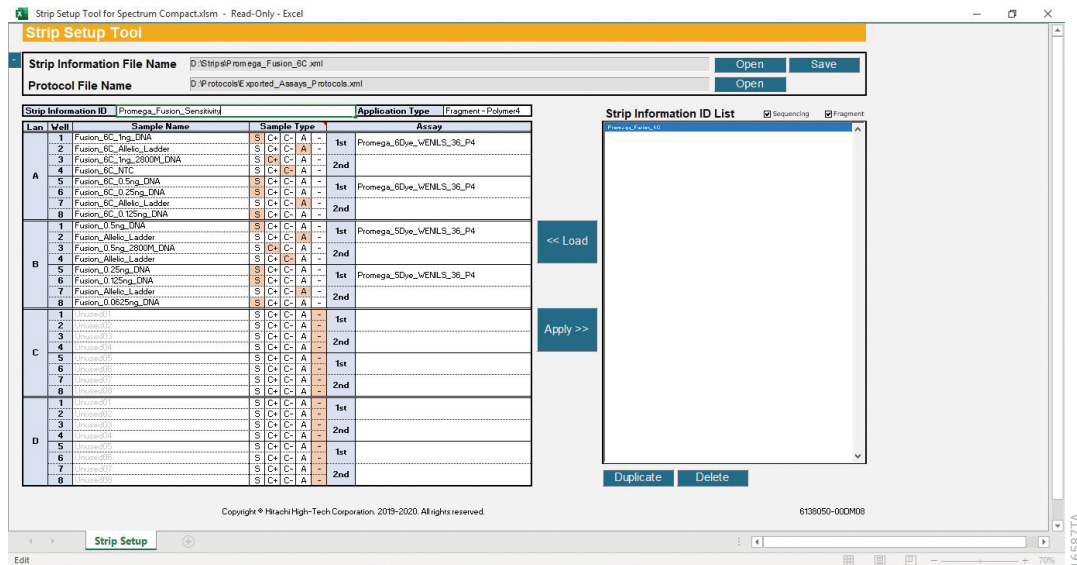 Strip Setup Tool for Spectrum Compact.xlsm - Read-Only - Excel
Strip Setup Tool
Strip Information File Name D:\Strips\Promega_Fusion_6C.xml Open Save
Protocol File Name D:\Protocols\Exported_Assays_Protocols.xml Open
Strip Information ID Promega_Fusion_Sensitivity Application Type Fragment-Polymer4
Strip Information ID List Sequencing Fragment
Lan Well Sample Name Sample Type Assay
Promega_Fusion_6C
A
1 Fusion_6C_1ng_DNA S C+ C- A - 1st Promega_6Dye_WENILS_36_P4
2 Fusion_6C_Allelic_Ladder S C+ C- A -
3 Fusion_6C_1ng_2800M_DNA S C+ C- A - 2nd
4 Fusion_6C_NTC S C+ C- A -
5 Fusion_6C_0.5ng_DNA S C+ C- A - 1st Promega_6Dye_WENILS_36_P4
6 Fusion_6C_0.25ng_DNA S C+ C- A -
7 Fusion_6C_Allelic_Ladder S C+ C- A - 2nd
8 Fusion_6C_0.125ng_DNA S C+ C- A -
B
1 Fusion_0.5ng_DNA S C+ C- A - 1st Promega_5Dye_WENILS_36_P4
2 Fusion_Allelic_Ladder S C+ C- A -
3 Fusion_0.5ng_2800M_DNA S C+ C- A - 2nd
4 Fusion_Allelic_Ladder S C+ C- A -
5 Fusion_0.25ng_DNA S C+ C- A - 1st Promega_5Dye_WENILS_36_P4
6 Fusion_0.125ng_DNA S C+ C- A -
7 Fusion_Allelic_Ladder S C+ C- A - 2nd
8 Fusion_0.0625ng_DNA S C+ C- A -
C
1 Unused01 S C+ C- A - 1st
2 Unused02 S C+ C- A -
3 Unused03 S C+ C- A - 2nd
4 Unused04 S C+ C- A -
5 Unused05 S C+ C- A - 1st
6 Unused06 S C+ C- A -
7 Unused07 S C+ C- A - 2nd
8 Unused08 S C+ C- A -
D
1 Unused01 S C+ C- A - 1st
2 Unused02 S C+ C- A -
3 Unused03 S C+ C- A - 2nd
4 Unused04 S C+ C- A -
5 Unused05 S C+ C- A - 1st
6 Unused06 S C+ C- A -
7 Unused07 S C+ C- A - 2nd
8 Unused08 S C+ C- A -
<< Load
Apply >>
Duplicate Delete
Copyright © Hitachi High-Tech Corporation. 2019-2020. All rights reserved. 6138050-00DM08
Strip Setup
Edit 70%
16587TA